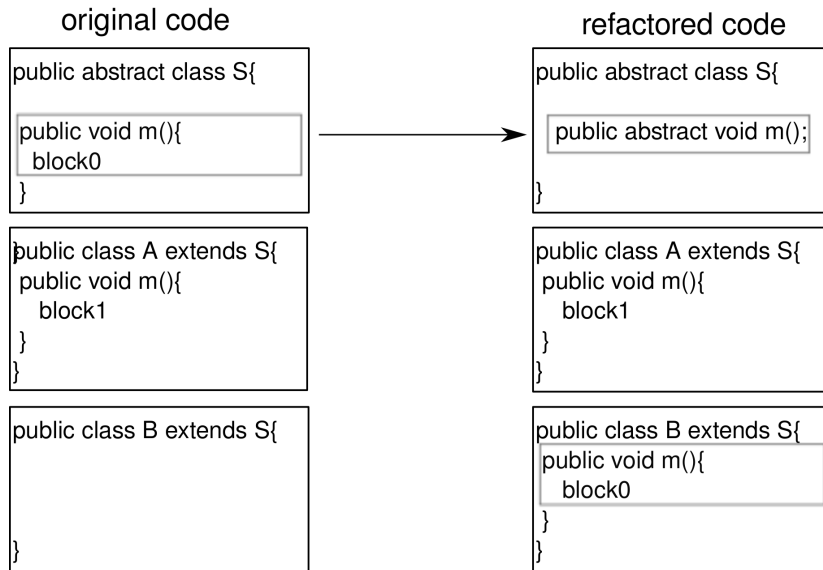 original code
public abstract class S{
public void m(){
block0
}
}
public class A extends S{
public void m(){
block1
}
}
public class B extends S{
}
refactored code
public abstract class S{
public abstract void m();
}
public class A extends S{
public void m(){
block1
}
}
public class B extends S{
public void m(){
block0
}
}